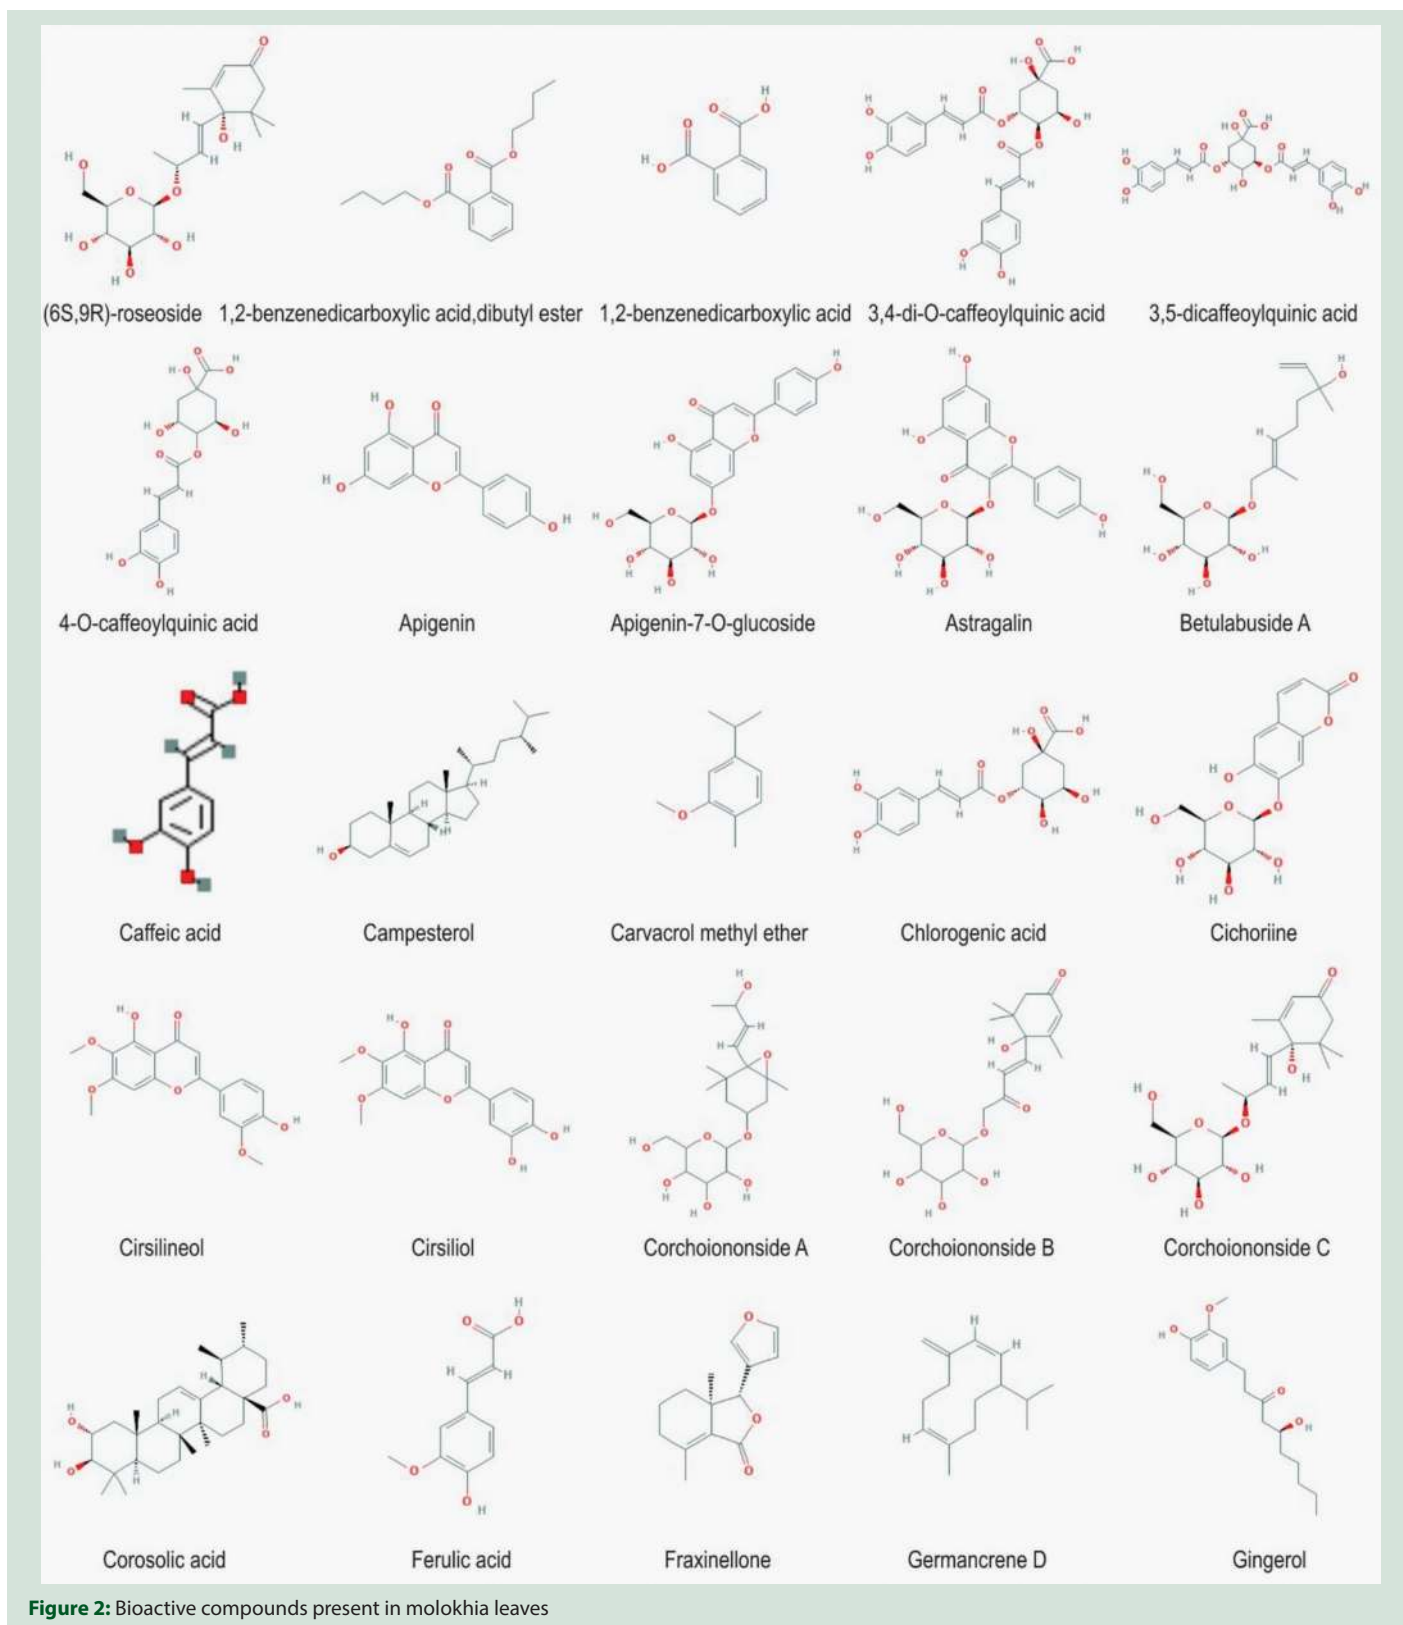 (6S,9R)-roseoside 1,2-benzenedicarboxylic acid,dibutyl ester 1,2-benzenedicarboxylic acid 3,4-di-O-caffeoylquinic acid 3,5-dicaffeoylquinic acid
4-O-caffeoylquinic acid Apigenin Apigenin-7-O-glucoside Astragalin Betulabuside A
Caffeic acid Campesterol Carvacrol methyl ether Chlorogenic acid Cichoriine
Cirsilineol Cirsiliol Corchoiononside A Corchoiononside B Corchoiononside C
Corosolic acid Ferulic acid Fraxinellone Germancrene D Gingerol
Figure 2: Bioactive compounds present in molokhia leaves